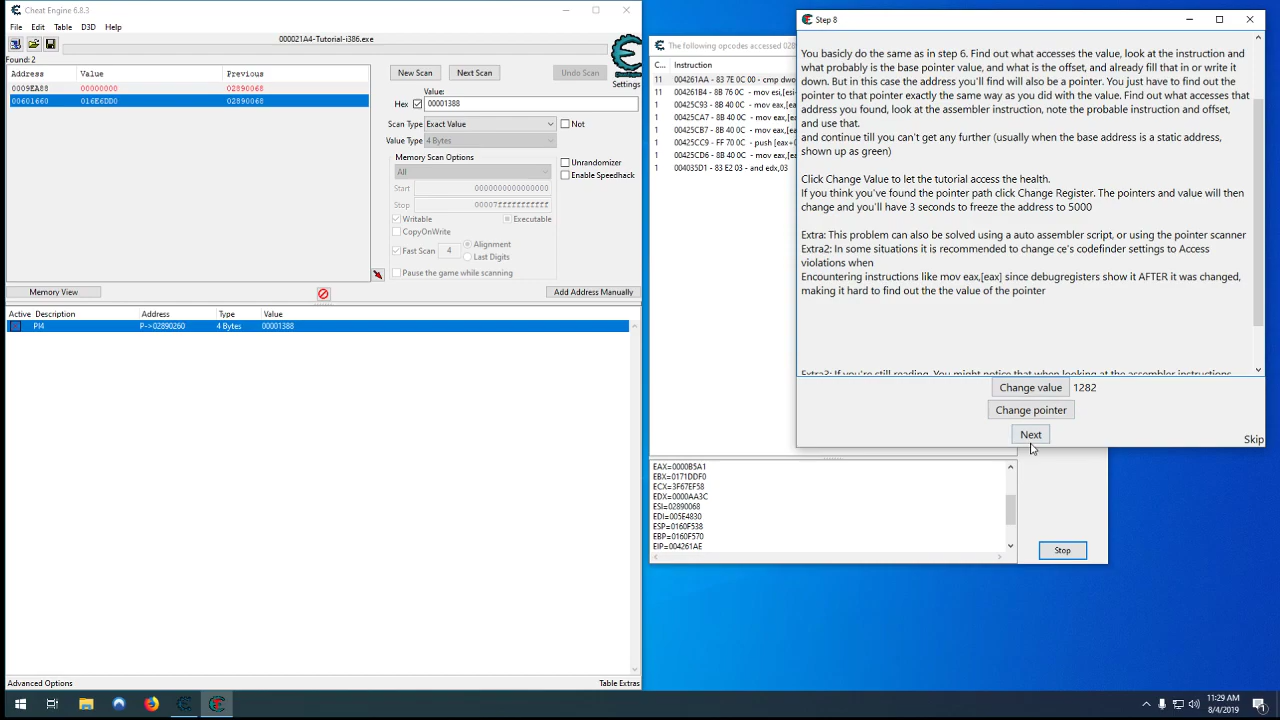 Cheat Engine 6.8.3
File Edit Table D3D Help
000021A4-Tutorial-i386.exe
Found: 2
Address Value Previous
0009EA88 00000000 02890068
00601660 016E6DD0 02890068
New Scan Next Scan Undo Scan
Settings
Value:
Hex 00001388
Scan Type Exact Value Not
Value Type 4 Bytes
Memory Scan Options
All
Unrandomizer
Enable Speedhack
Start 0000000000000000
Stop 00007fffffffffff
Writable Executable
CopyOnWrite
Fast Scan 4 Alignment
Last Digits
Pause the game while scanning
Memory View Add Address Manually
Active Description Address Type Value
Pl4 P->02890260 4 Bytes 00001388
Advanced Options Table Extras
The following opcodes accessed 028
C... Instruction
11 004261AA - 83 7E 0C 00 - cmp dwo
11 004261B4 - 8B 76 0C - mov esi,[esi-
1 00425C93 - 8B 40 0C - mov eax,[ea
1 00425CA7 - 8B 40 0C - mov eax,[ea
1 00425CB7 - 8B 40 0C - mov eax,[ea
1 00425CC9 - FF 70 0C - push [eax+
1 00425CD6 - 8B 40 0C - mov eax,[ea
1 004035D1 - 83 E2 03 - and edx,03
EAX=0000B5A1
EBX=0171DDF0
ECX=3F67EF58
EDX=0000AA3C
ESI=02890068
EDI=005E4830
ESP=0160F538
EBP=0160F570
EIP=004261AE
Stop
Step 8
You basicly do the same as in step 6. Find out what accesses the value, look at the instruction and
what probably is the base pointer value, and what is the offset, and already fill that in or write it
down. But in this case the address you'll find will also be a pointer. You just have to find out the
pointer to that pointer exactly the same way as you did with the value. Find out what accesses that
address you found, look at the assembler instruction, note the probable instruction and offset,
and use that.
and continue till you can't get any further (usually when the base address is a static address,
shown up as green)
Click Change Value to let the tutorial access the health.
If you think you've found the pointer path click Change Register. The pointers and value will then
change and you'll have 3 seconds to freeze the address to 5000
Extra: This problem can also be solved using a auto assembler script, or using the pointer scanner
Extra2: In some situations it is recommended to change ce's codefinder settings to Access
violations when
Encountering instructions like mov eax,[eax] since debugregisters show it AFTER it was changed,
making it hard to find out the the value of the pointer
Extra3: If you're still reading. You might notice that when looking at the assembler instructions
Change value 1282
Change pointer
Next
Skip
11:29 AM
8/4/2019
1